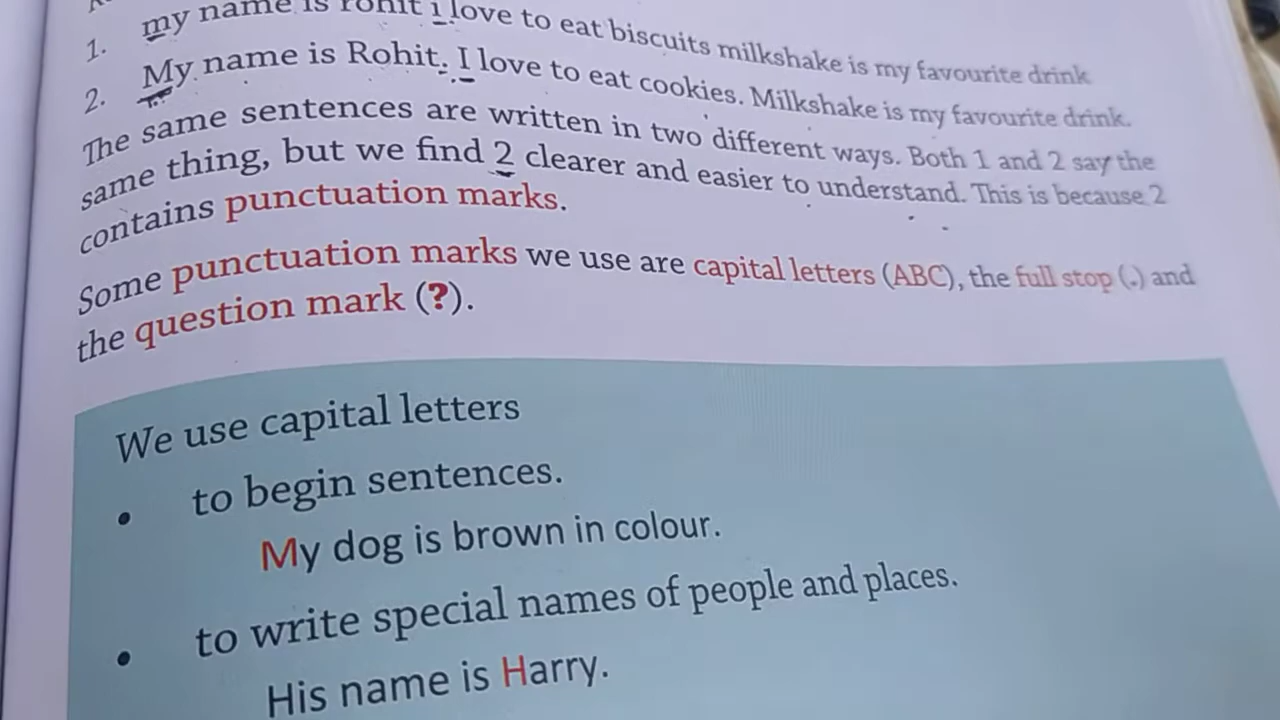 1. my name is rohit i love to eat biscuits milkshake is my favourite drink
2. My name is Rohit. I love to eat cookies. Milkshake is my favourite drink.
The same sentences are written in two different ways. Both 1 and 2 say the
same thing, but we find 2 clearer and easier to understand. This is because 2
contains punctuation marks.
Some punctuation marks we use are capital letters (ABC), the full stop (.) and
the question mark (?).
We use capital letters
• to begin sentences.
My dog is brown in colour.
• to write special names of people and places.
His name is Harry.